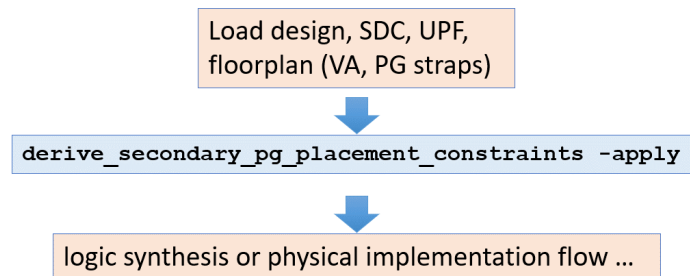 Load design, SDC, UPF,
floorplan (VA, PG straps)
derive_secondary_pg_placement_constraints -apply
logic synthesis or physical implementation flow …